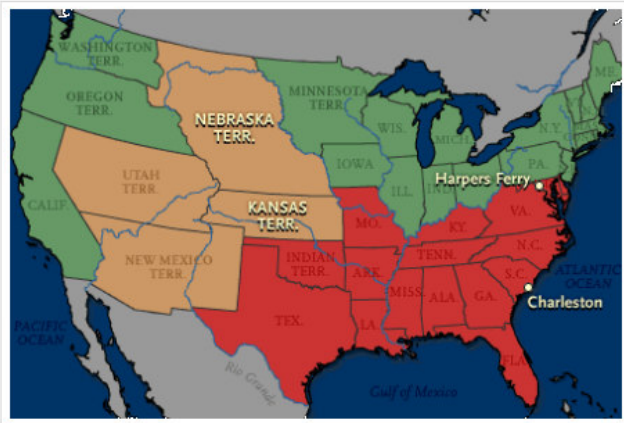 WASHINGTON
TERR.
OREGON
TERR.
CALIF.
NEBRASKA
TERR.
UTAH
TERR.
KANSAS
TERR.
NEW MEXICO
TERR.
MINNESOTA
TERR.
WIS.
MICH.
IOWA
ILL.
N.Y.
PA.
ME.
Harpers Ferry
MO.
KY.
VA.
INDIAN
TERR.
ARK.
TENN.
N.C.
S.C.
MISS.
ALA.
GA.
TEX.
LA.
FLA.
Charleston
ATLANTIC
OCEAN
PACIFIC
OCEAN
Rio Grande
Gulf of Mexico